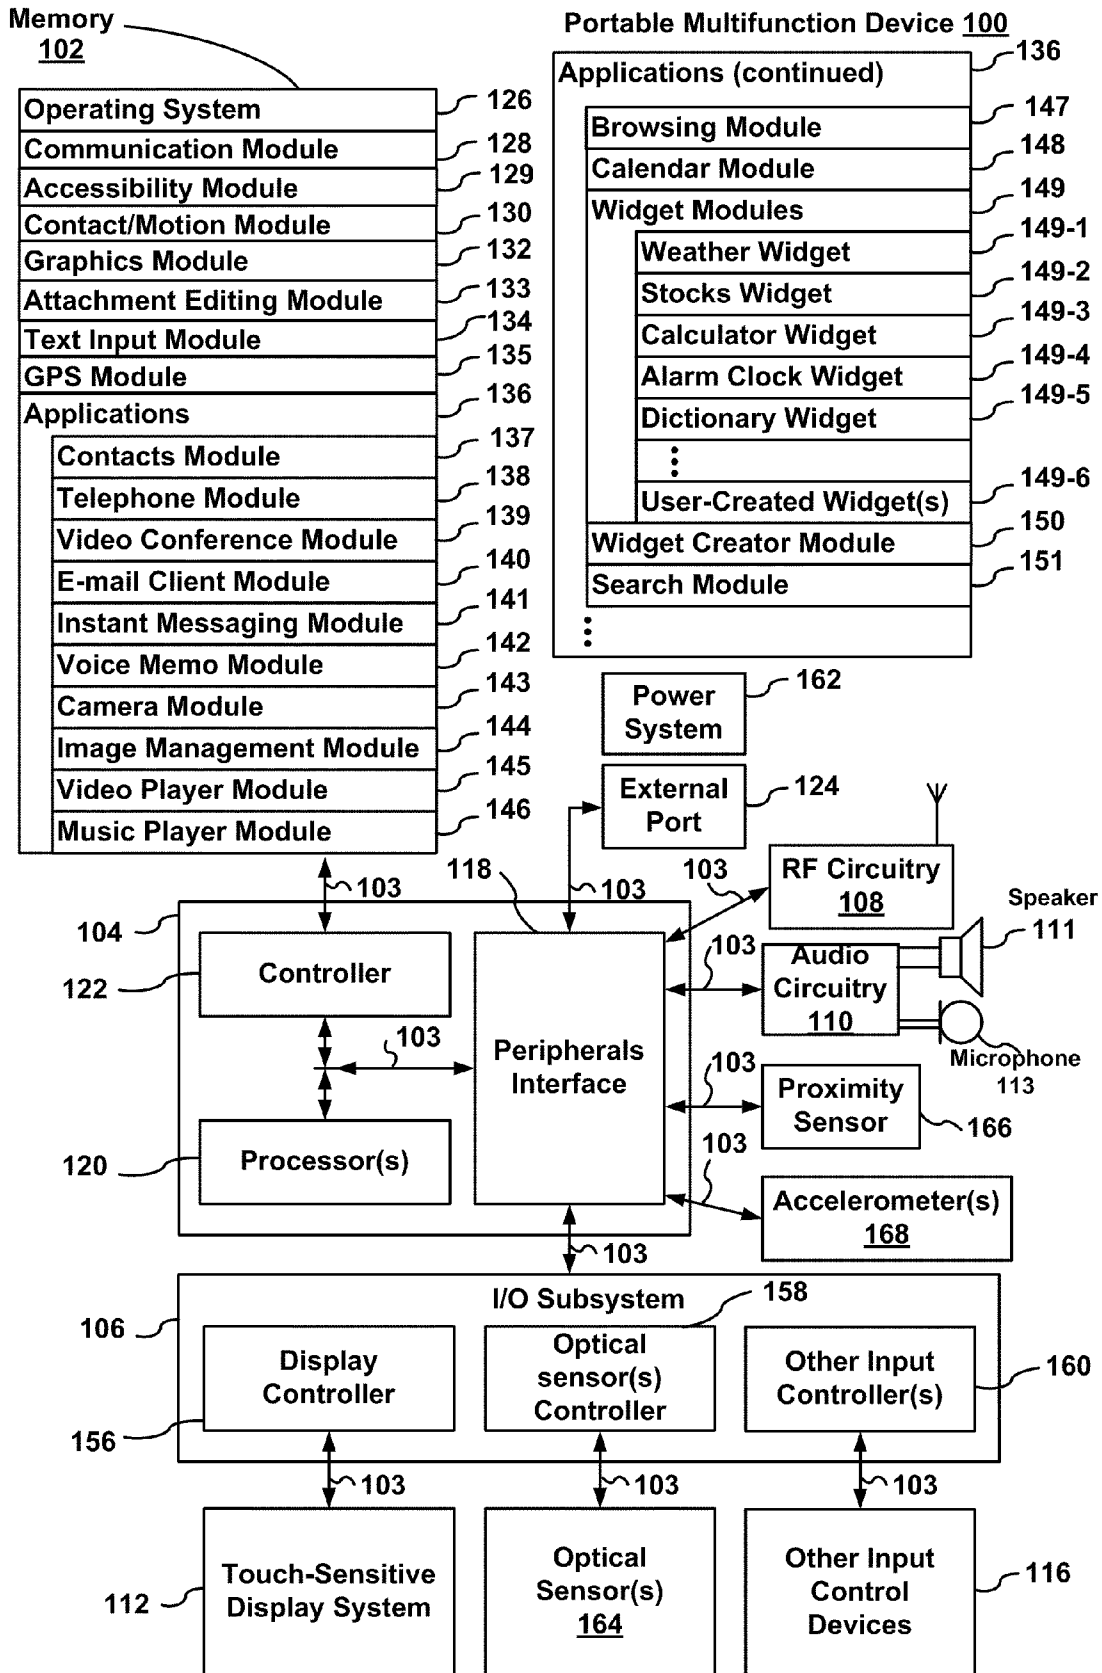 Memory
102
Operating System
126
Communication Module
128
Accessibility Module
129
Contact/Motion Module
130
Graphics Module
132
Attachment Editing Module
133
Text Input Module
134
GPS Module
135
Applications
136
Contacts Module
137
Telephone Module
138
Video Conference Module
139
E-mail Client Module
140
Instant Messaging Module
141
Voice Memo Module
142
Camera Module
143
Image Management Module
144
Video Player Module
145
Music Player Module
146
Portable Multifunction Device 100
Applications (continued)
136
Browsing Module
147
Calendar Module
148
Widget Modules
149
Weather Widget
149-1
Stocks Widget
149-2
Calculator Widget
149-3
Alarm Clock Widget
149-4
Dictionary Widget
149-5
User-Created Widget(s)
149-6
Widget Creator Module
150
Search Module
151
Power
System
162
External
Port
124
103
118
103
103
RF Circuitry
108
Speaker
111
104
Controller
122
103
Audio
Circuitry
110
Microphone
113
103
Peripherals
Interface
103
Proximity
Sensor
166
Processor(s)
120
103
Accelerometer(s)
168
103
I/O Subsystem
158
106
Display
Controller
156
Optical
sensor(s)
Controller
Other Input
Controller(s)
160
103
103
103
Touch-Sensitive
Display System
112
Optical
Sensor(s)
164
Other Input
Control
Devices
116